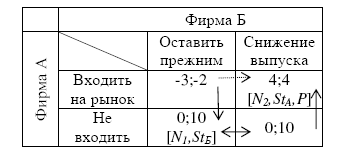 Фирма Б
Фирма А
Оставить
прежним
Снижение
выпуска
Входить
на рынок
-3;-2
4;4
[N2,StA,P]
Не
входить
0;10
[N1,StБ]
0;10